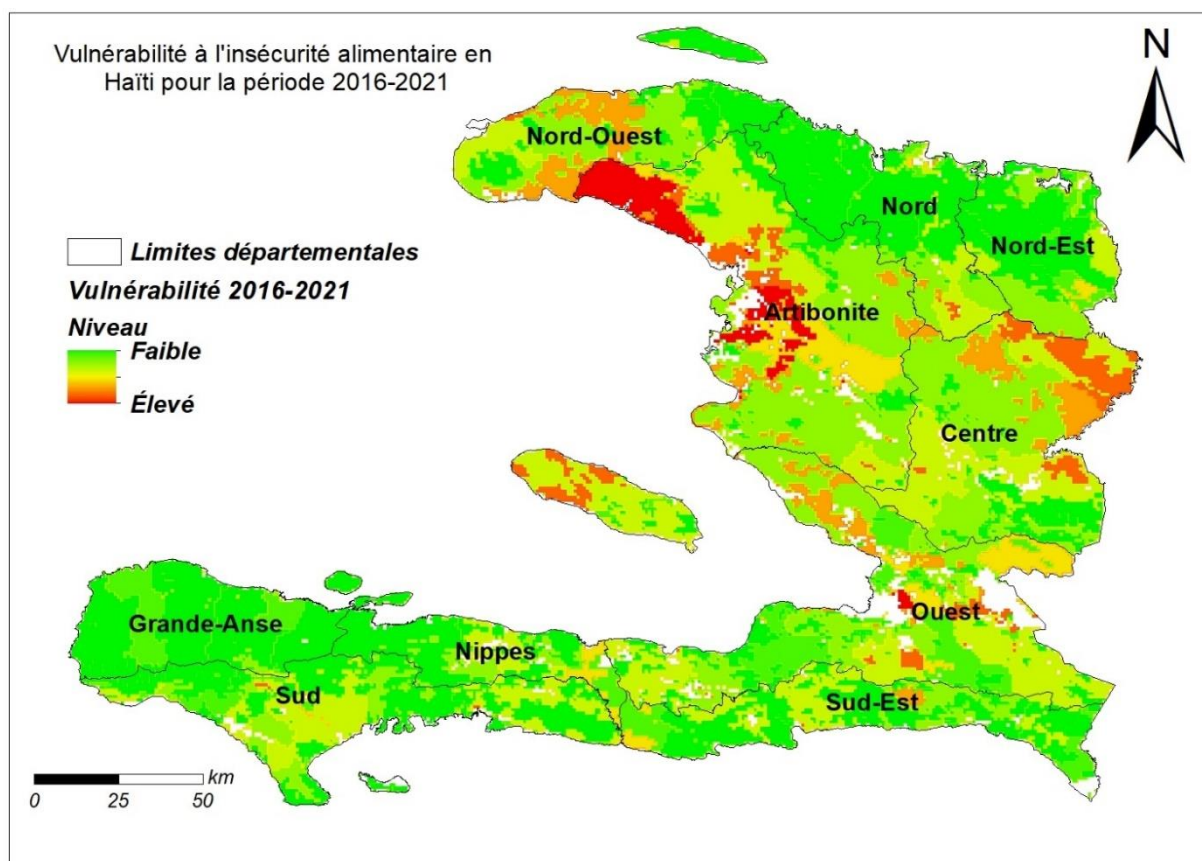 Vulnérabilité à l'insécurité alimentaire en
Haïti pour la période 2016-2021
N
Nord-Ouest
Nord
Nord-Est
Limites départementales
Vulnérabilité 2016-2021
Niveau
Faible
Élevé
Artibonite
Centre
Ouest
Grande-Anse
Nippes
Sud
Sud-Est
km
0 25 50